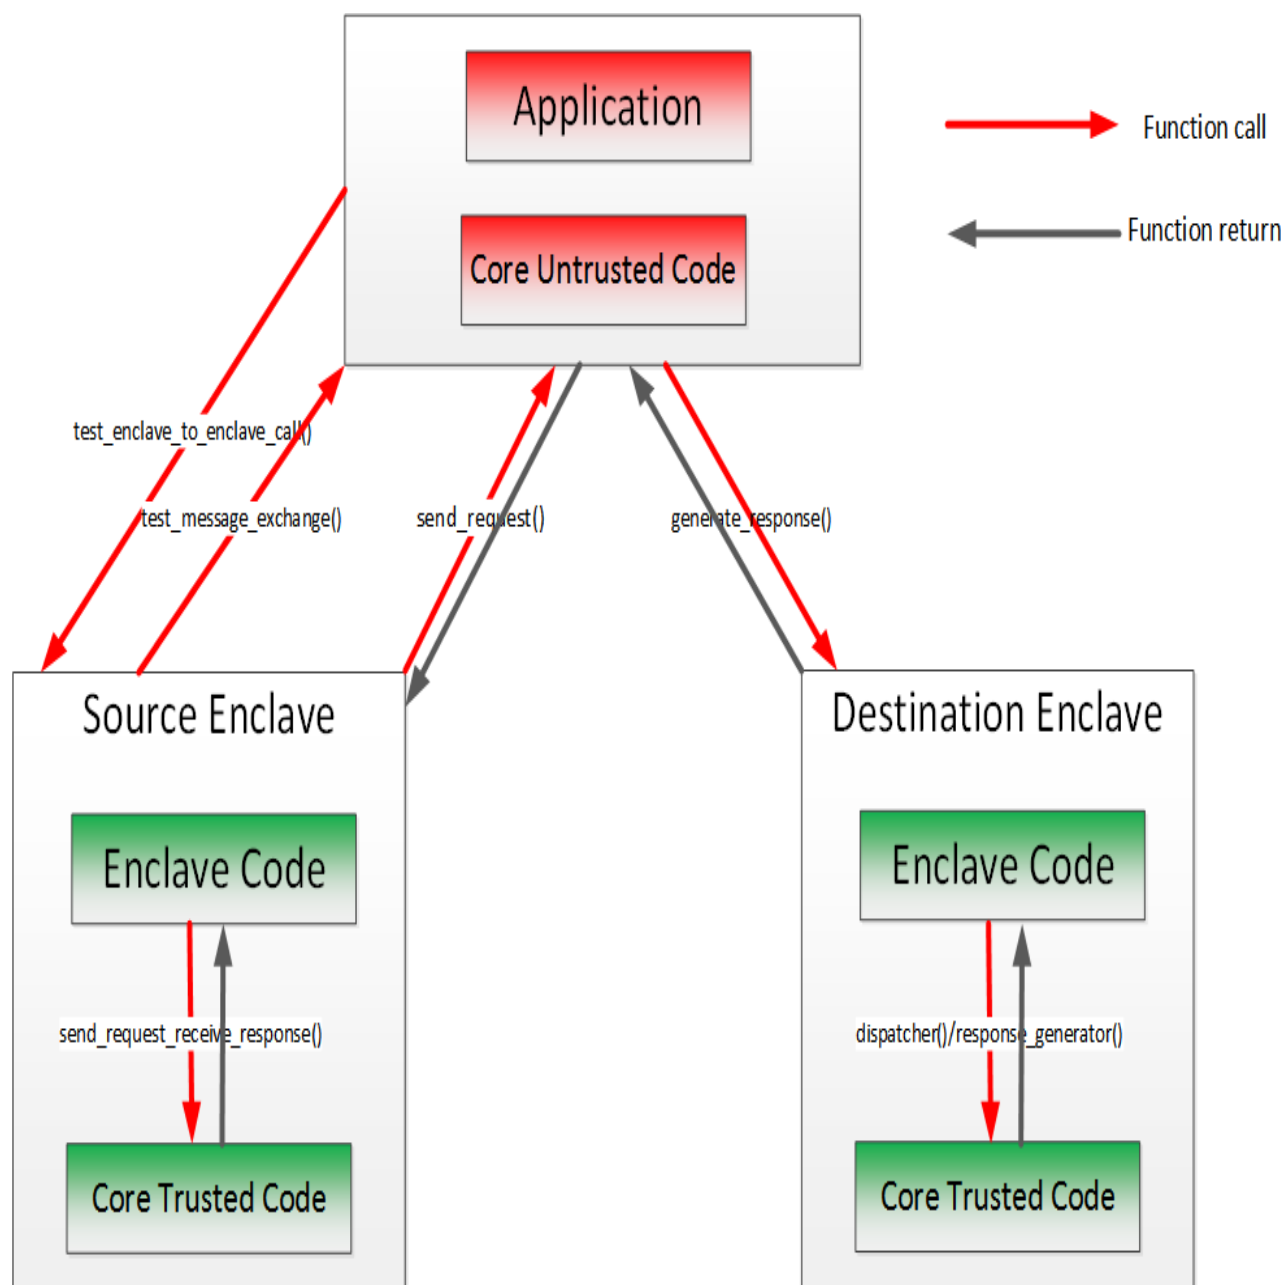 Application
Function call
Function return
Core Untrusted Code
test_enclave_to_enclave_call()
test_message_exchange()
send_request()
generate_response()
Source Enclave
Destination Enclave
Enclave Code
Enclave Code
send_request_receive_response()
dispatcher()/response_generator()
Core Trusted Code
Core Trusted Code